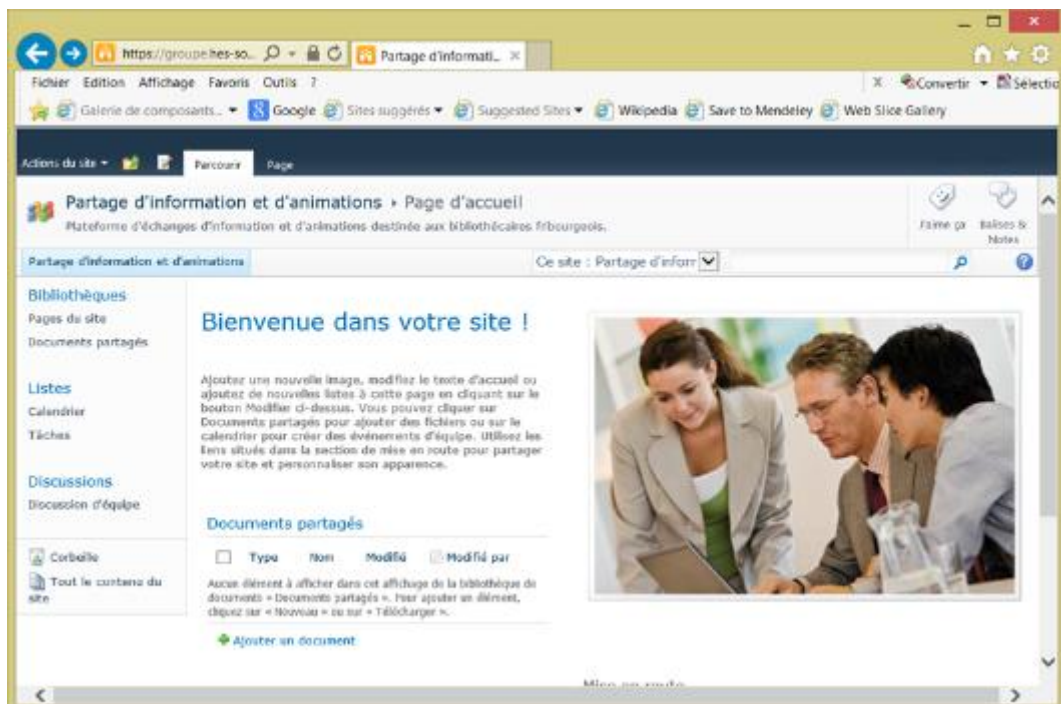 https://groupe.hes-so...
Partage d'informati...
Fichier Edition Affichage Favoris Outils ?
X Convertir Sélectio
Galerie de composants... Google Sites suggérés Suggested Sites Wikipedia Save to Mendeley Web Slice Gallery
Actions du site Parcourir Page
Partage d'information et d'animations Page d'accueil
Plateforme d'échanges d'information et d'animations destinée aux bibliothécaires fribourgeois.
J'aime ça
Balises &
Notes
Partage d'information et d'animations
Ce site : Partage d'inforr
Bibliothèques
Pages du site
Documents partagés
Listes
Calendrier
Tâches
Discussions
Discussion d'équipe
Corbeille
Tout le contenu du
site
Bienvenue dans votre site !
Ajoutez une nouvelle image, modifiez le texte d'accueil ou
ajoutez de nouvelles listes à cette page en cliquant sur le
bouton Modifier ci-dessus. Vous pouvez cliquer sur
Documents partagés pour ajouter des fichiers ou sur le
calendrier pour créer des événements d'équipe. Utilisez les
liens situés dans la section de mise en route pour partager
votre site et personnaliser son apparence.
Documents partagés
Type Nom Modifié Modifié par
Aucun élément à afficher dans cet affichage de la bibliothèque de
documents « Documents partagés ». Pour ajouter un élément,
cliquez sur « Nouveau » ou sur « Télécharger ».
Ajouter un document
Mise en route